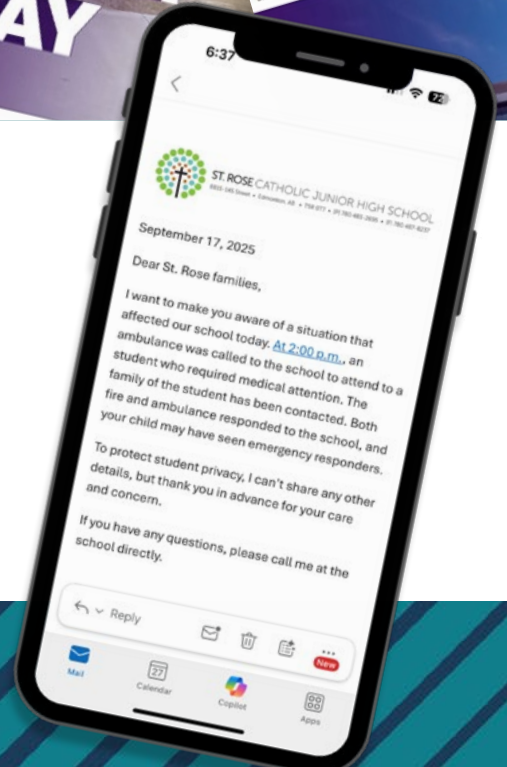 AY
6:37
72
ST. ROSE CATHOLIC JUNIOR HIGH SCHOOL
September 17, 2025
Dear St. Rose families,
I want to make you aware of a situation that
affected our school today. At 2:00 p.m., an
ambulance was called to the school to attend to a
student who required medical attention. The
family of the student has been contacted. Both
fire and ambulance responded to the school, and
your child may have seen emergency responders.
To protect student privacy, I can't share any other
details, but thank you in advance for your care
and concern.
If you have any questions, please call me at the
school directly.
Reply
New
Mail
27
Calendar
Copilot
Apps